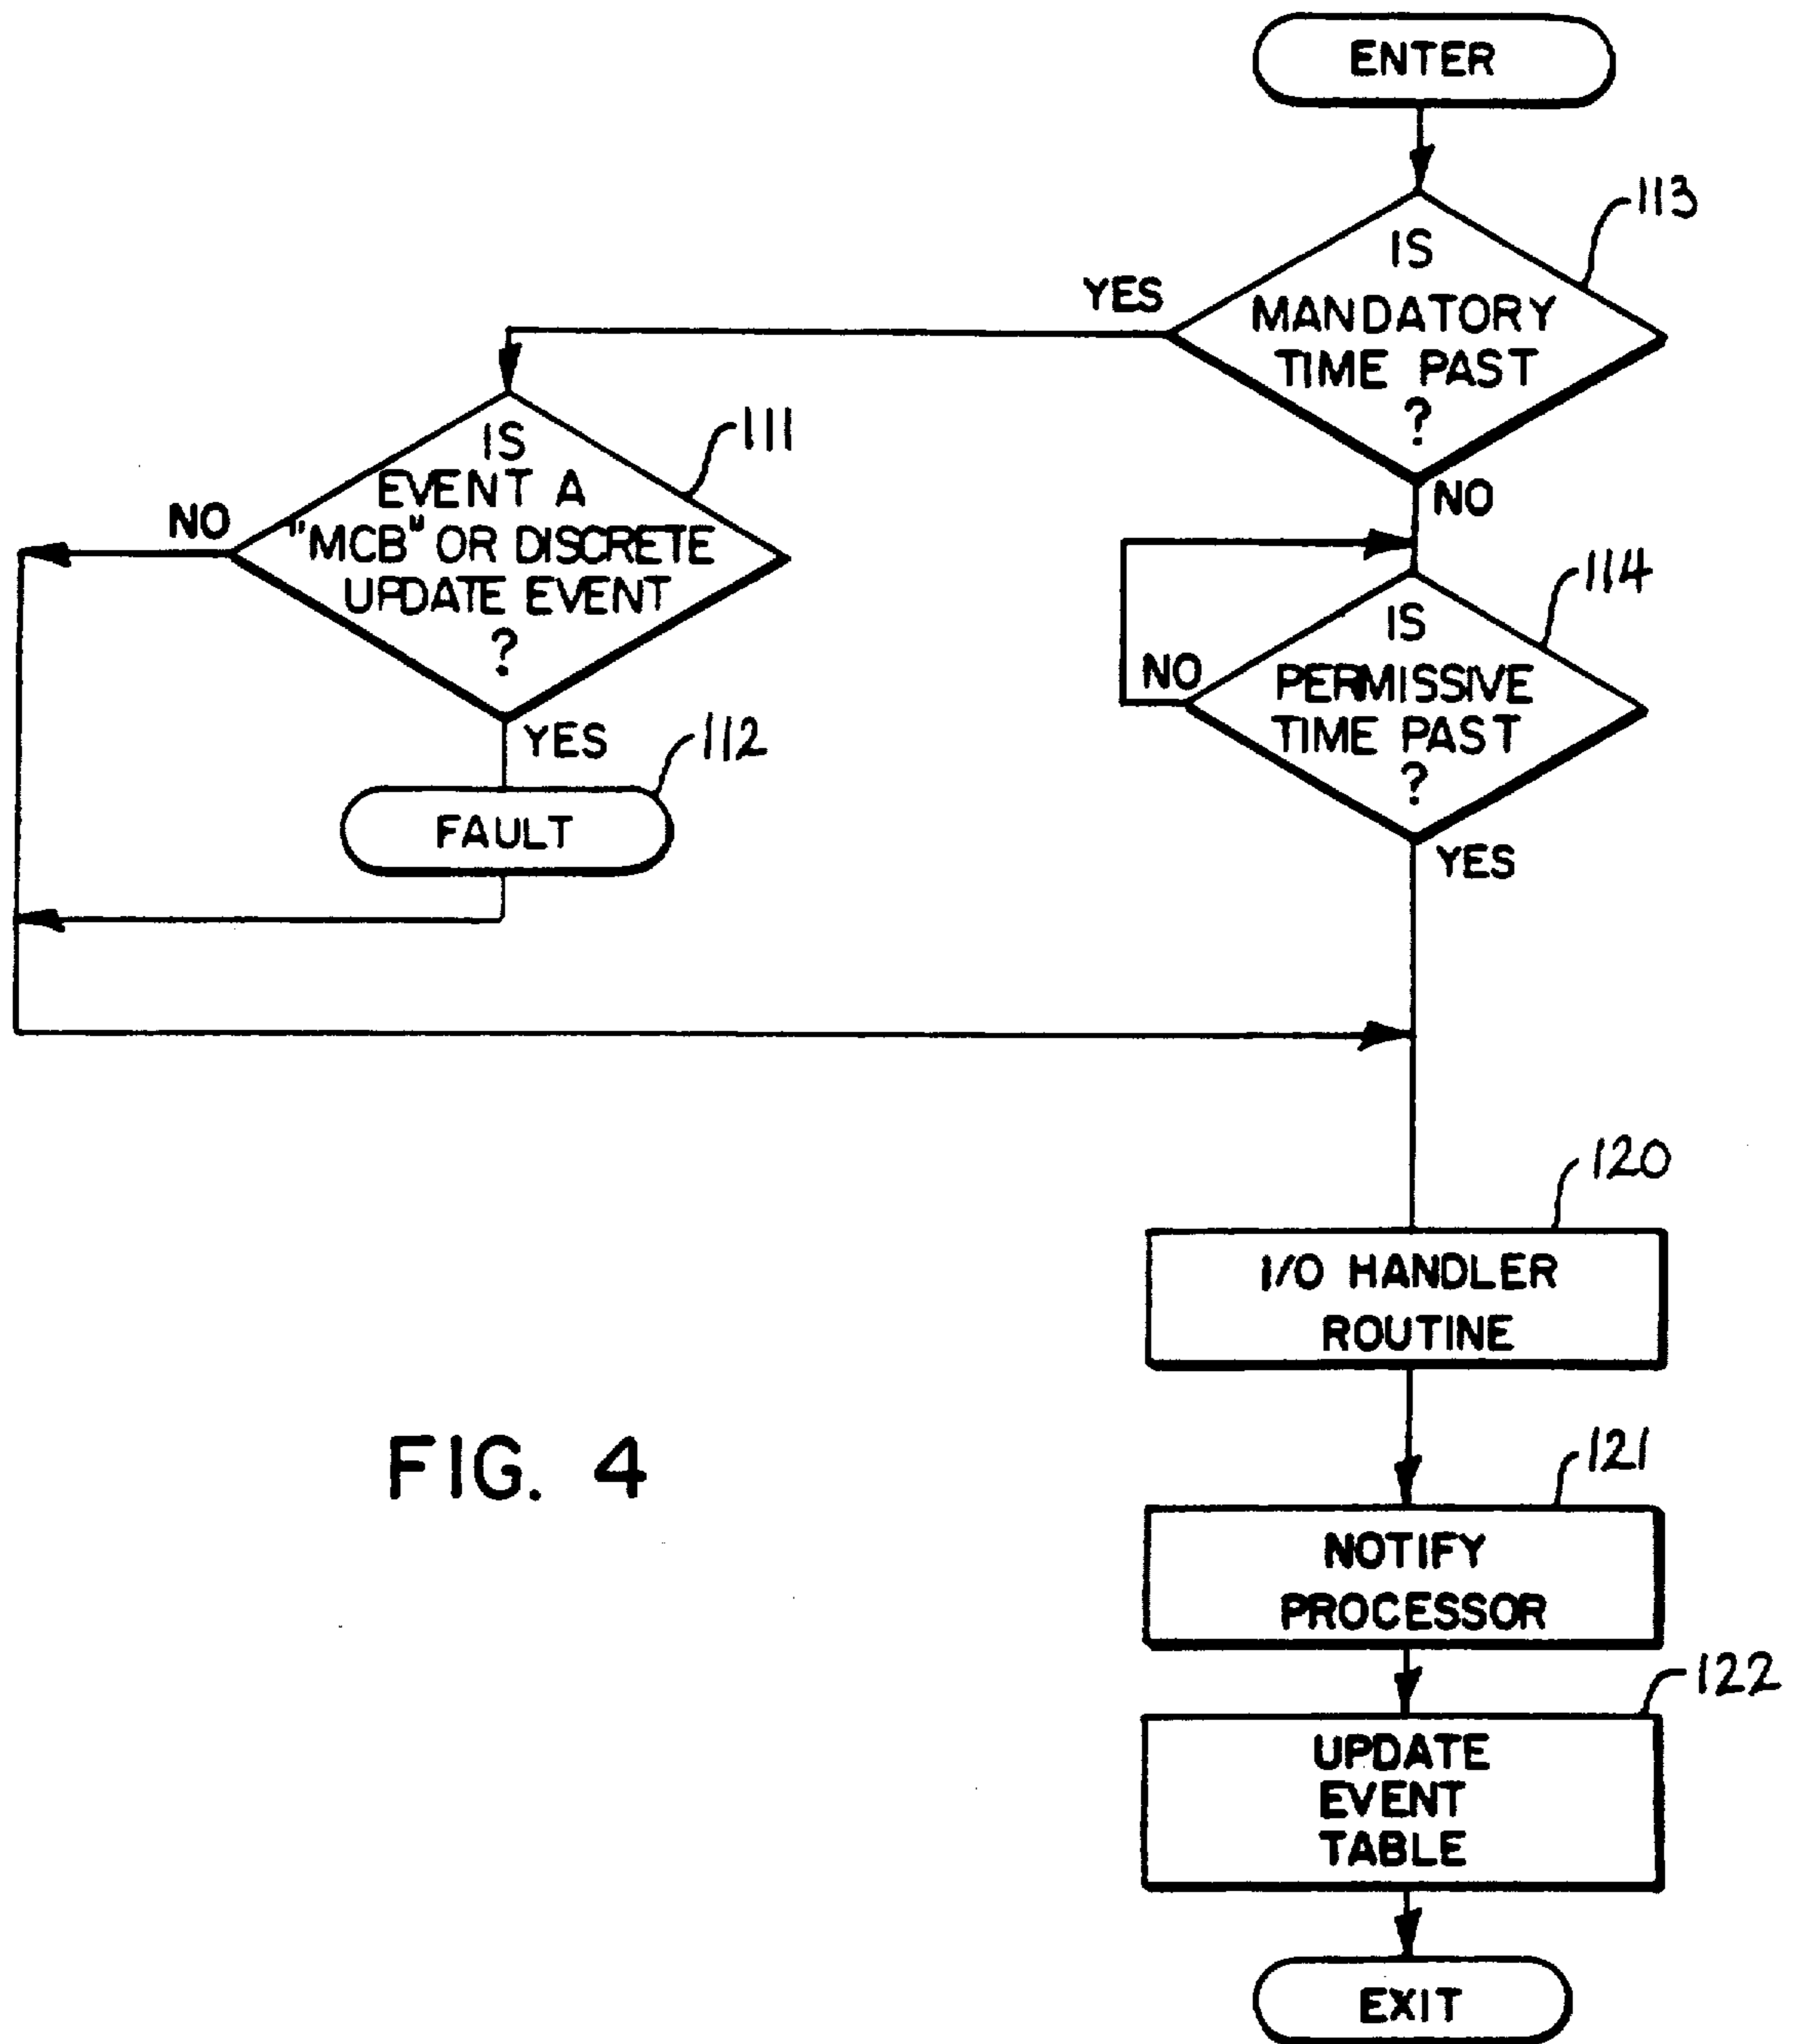 ENTER
113
IS
MANDATORY
TIME PAST
?
YES
NO
111
IS
EVENT A
"MCB" OR DISCRETE
UPDATE EVENT
?
NO
YES
112
FAULT
114
IS
PERMISSIVE
TIME PAST
?
NO
YES
120
I/O HANDLER
ROUTINE
121
NOTIFY
PROCESSOR
122
UPDATE
EVENT
TABLE
EXIT
FIG. 4